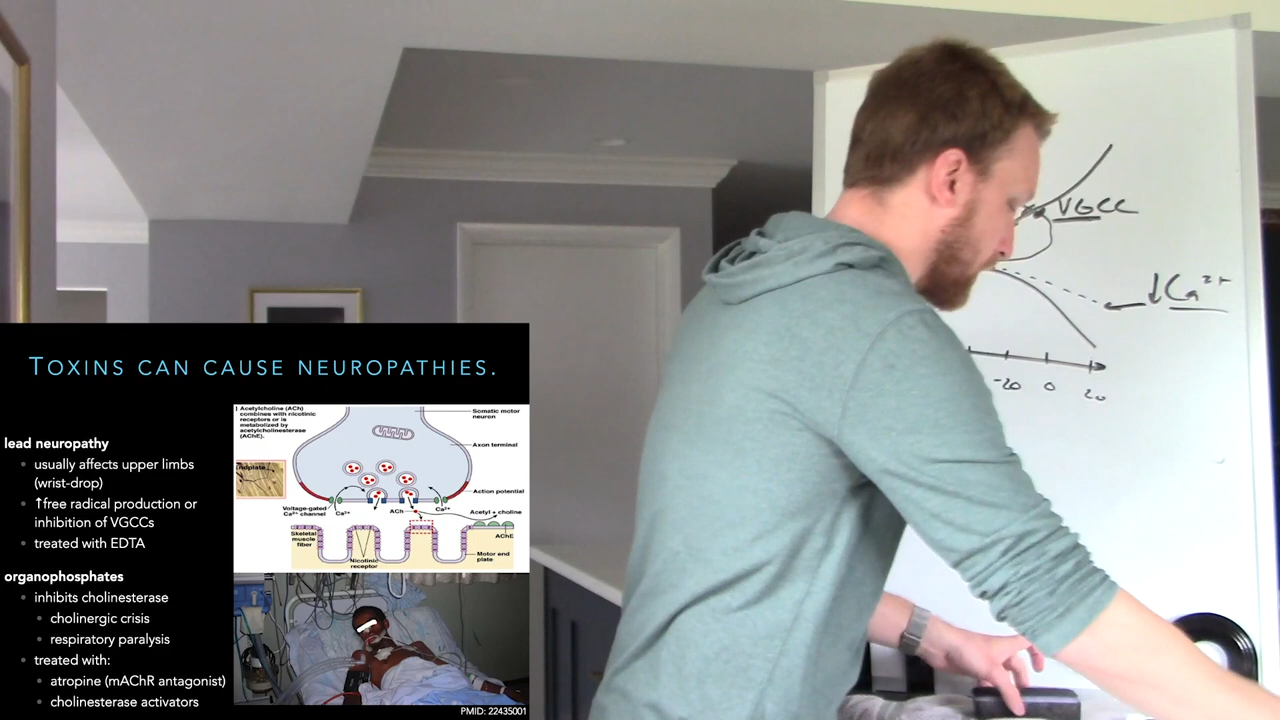 TOXINS CAN CAUSE NEUROPATHIES.
lead neuropathy
usually affects upper limbs
(wrist-drop)
↑free radical production or
inhibition of VGCCs
treated with EDTA
organophosphates
inhibits cholinesterase
cholinergic crisis
respiratory paralysis
treated with:
atropine (mAChR antagonist)
cholinesterase activators
Acetylcholine (ACh)
combines with nicotinic
receptors or is
metabolized by
acetylcholinesterase
(AChE).
Somatic motor
neuron
Axon terminal
Action potential
Voltage-gated
Ca²⁺ channel
Ca²⁺
ACh
Ca²⁺
Acetyl + choline
AChE
Skeletal
muscle
fiber
Nicotinic
receptor
Motor end
plate
PMID: 22435001
VGCC
↓Ca²⁺
-20 0 20